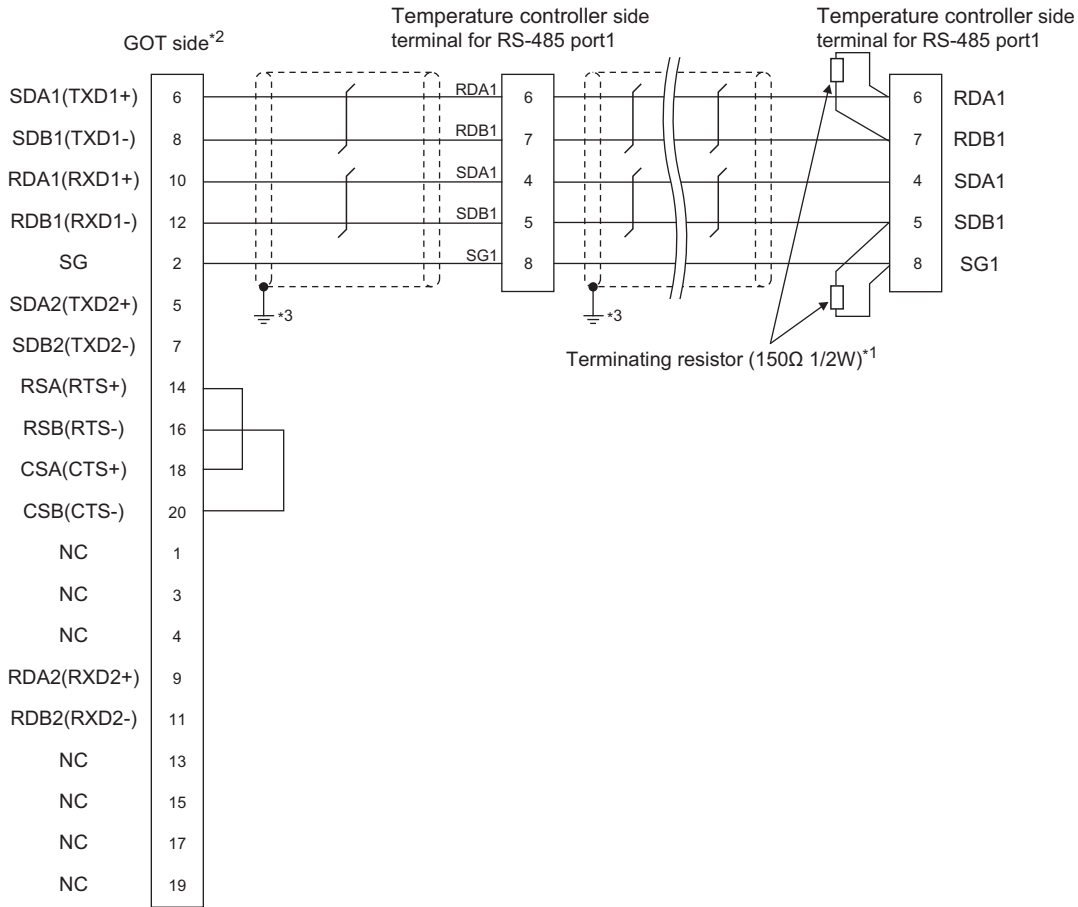 Temperature controller side
terminal for RS-485 port1
Temperature controller side
terminal for RS-485 port1
GOT side*2
SDA1(TXD1+) 6 RDA1 6 6 RDA1
SDB1(TXD1-) 8 RDB1 7 7 RDB1
RDA1(RXD1+) 10 SDA1 4 4 SDA1
RDB1(RXD1-) 12 SDB1 5 5 SDB1
SG 2 SG1 8 8 SG1
SDA2(TXD2+) 5 *3 *3
SDB2(TXD2-) 7
Terminating resistor (150Ω 1/2W)*1
RSA(RTS+) 14
RSB(RTS-) 16
CSA(CTS+) 18
CSB(CTS-) 20
NC 1
NC 3
NC 4
RDA2(RXD2+) 9
RDB2(RXD2-) 11
NC 13
NC 15
NC 17
NC 19